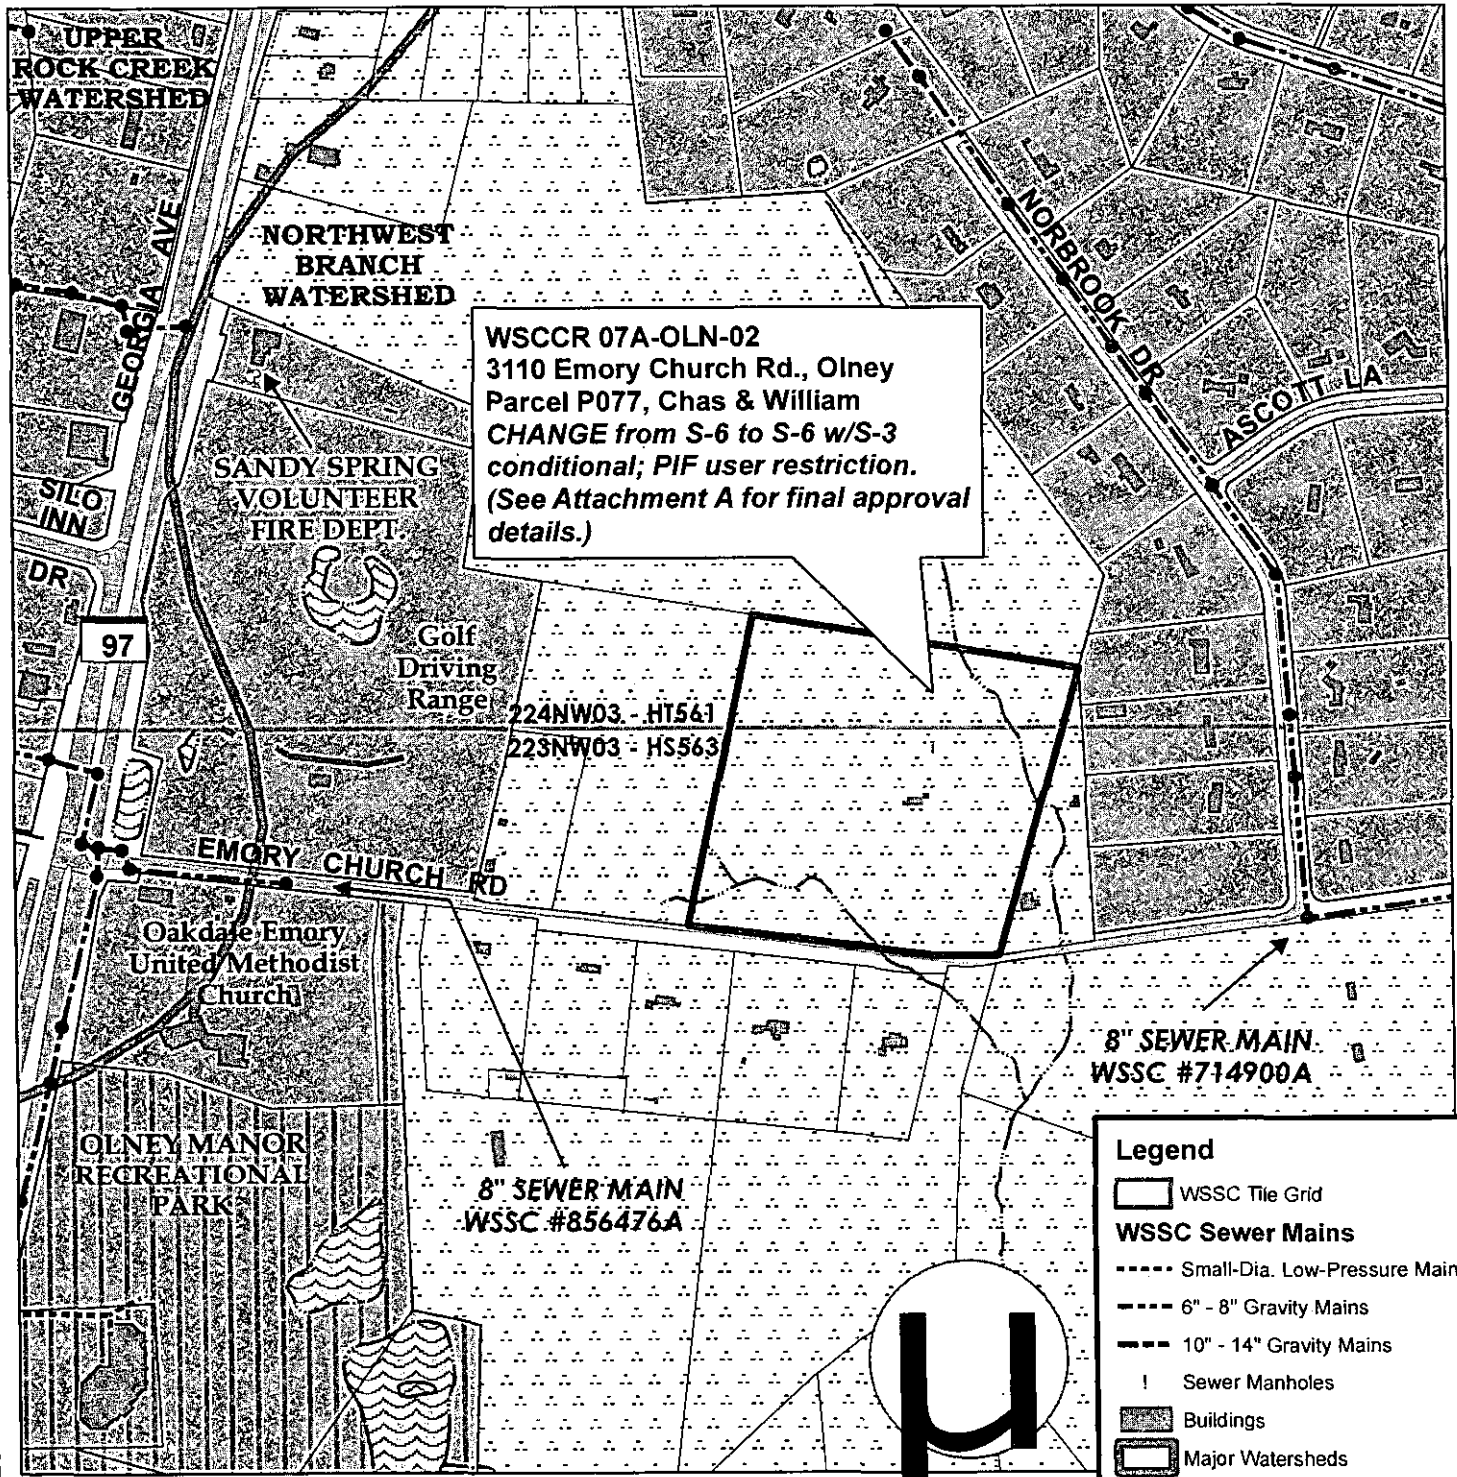 UPPER
ROCK CREEK
WATERSHED
GEORGIA AVE
NORTHWEST
BRANCH
WATERSHED
NORBROOK DR
ASCOTT LA
WSCCR 07A-OLN-02
3110 Emory Church Rd., Olney
Parcel P077, Chas & William
CHANGE from S-6 to S-6 w/S-3
conditional; PIF user restriction.
(See Attachment A for final approval
details.)
SANDY SPRING
VOLUNTEER
FIRE DEPT.
SILO
INN
DR
97
Golf
Driving
Range
224NW03 - HT561
223NW03 - HS563
EMORY CHURCH RD
Oakdale Emory
United Methodist
Church
8" SEWER MAIN
WSSC #714900A
OLNEY MANOR
RECREATIONAL
PARK
8" SEWER MAIN
WSSC #856476A
Legend
WSSC Tile Grid
WSSC Sewer Mains
Small-Dia. Low-Pressure Main
6" - 8" Gravity Mains
10" - 14" Gravity Mains
! Sewer Manholes
Buildings
Major Watersheds
µ